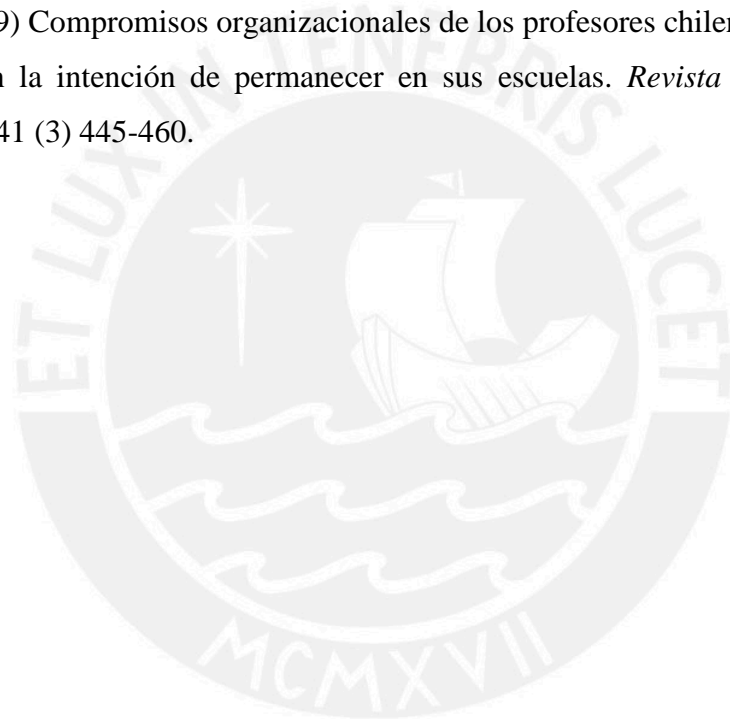 9) Compromisos organizacionales de los profesores chilen
la intención de permanecer en sus escuelas. Revista
41 (3) 445-460.
ET LUX IN TENEBRIS LUCET
MCMXVII